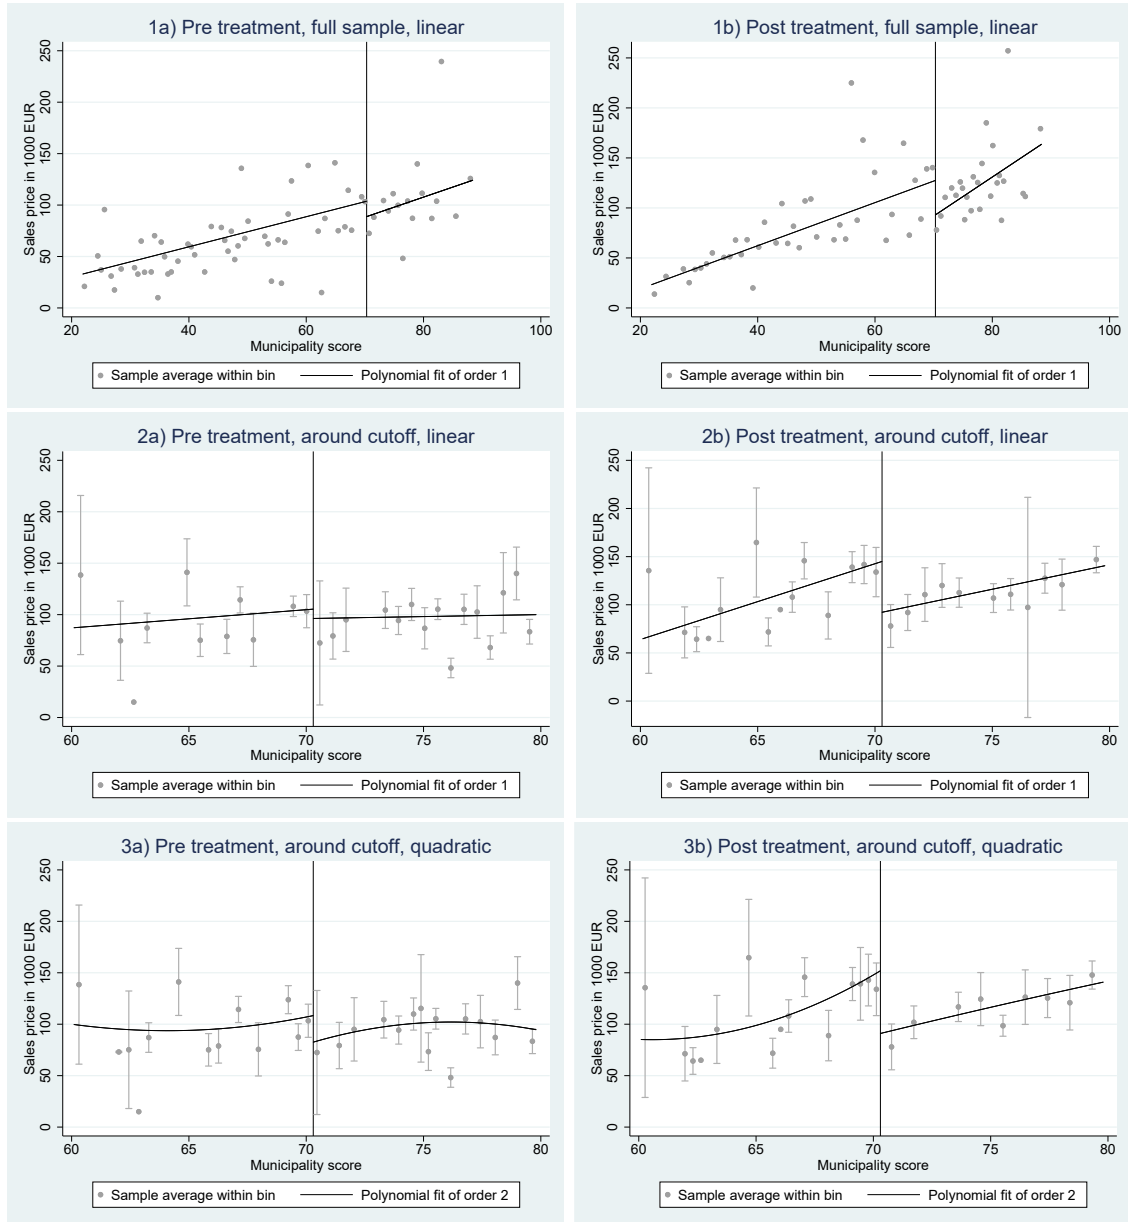 1a) Pre treatment, full sample, linear
Sales price in 1000 EUR
250
200
150
100
50
0
20 40 60 80 100
Municipality score
Sample average within bin Polynomial fit of order 1
1b) Post treatment, full sample, linear
Sales price in 1000 EUR
250
200
150
100
50
0
20 40 60 80 100
Municipality score
Sample average within bin Polynomial fit of order 1
2a) Pre treatment, around cutoff, linear
Sales price in 1000 EUR
250
200
150
100
50
0
60 65 70 75 80
Municipality score
Sample average within bin Polynomial fit of order 1
2b) Post treatment, around cutoff, linear
Sales price in 1000 EUR
250
200
150
100
50
0
60 65 70 75 80
Municipality score
Sample average within bin Polynomial fit of order 1
3a) Pre treatment, around cutoff, quadratic
Sales price in 1000 EUR
250
200
150
100
50
0
60 65 70 75 80
Municipality score
Sample average within bin Polynomial fit of order 2
3b) Post treatment, around cutoff, quadratic
Sales price in 1000 EUR
250
200
150
100
50
0
60 65 70 75 80
Municipality score
Sample average within bin Polynomial fit of order 2